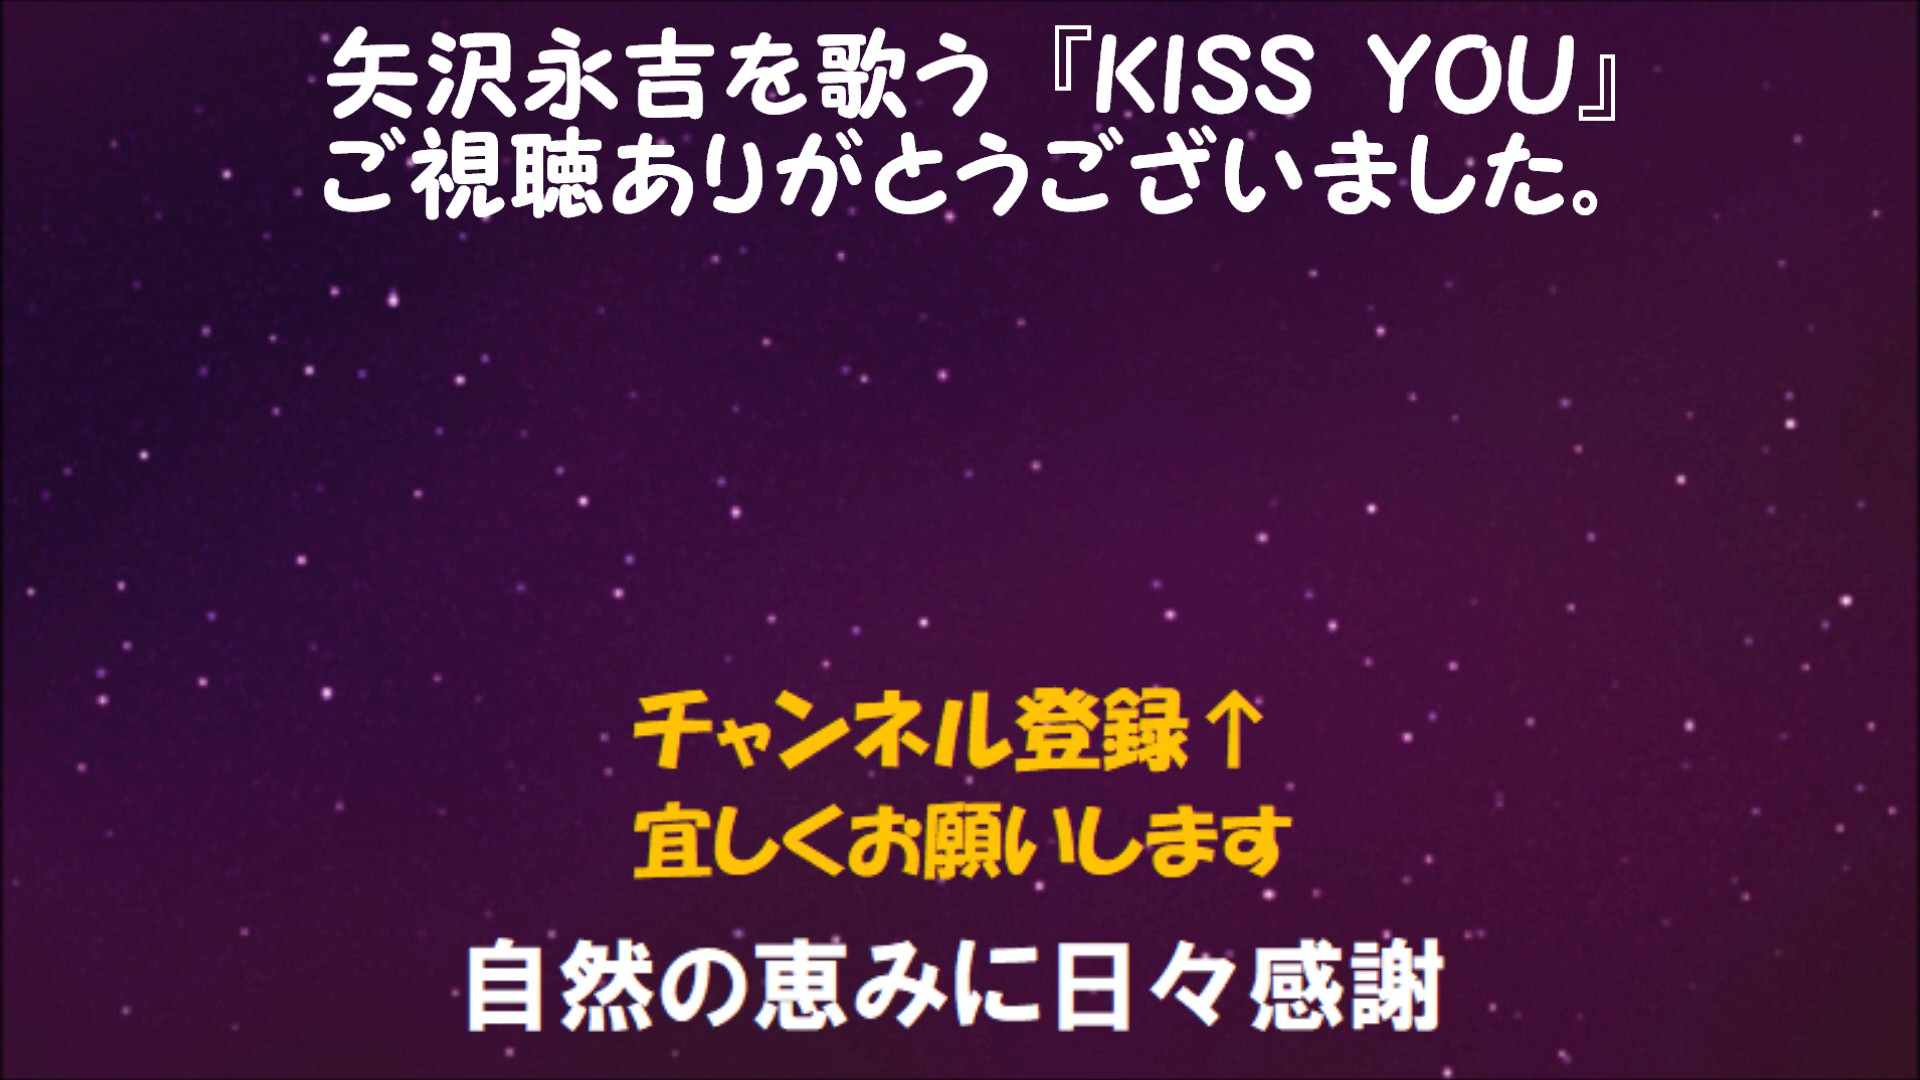 矢沢永吉を歌う『KISS YOU』
ご視聴ありがとうございました。
チャンネル登録↑
宜しくお願いします
自然の恵みに日々感謝